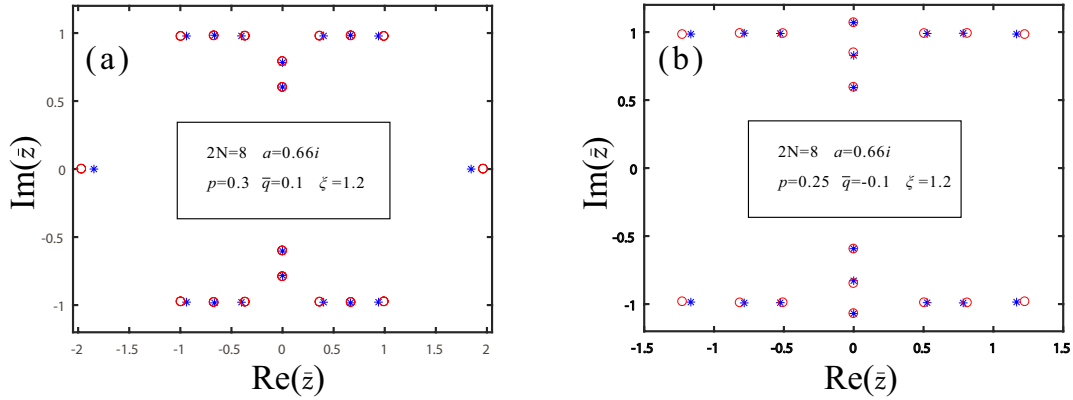 (a)
Im(z̄)
1
0.5
0
-0.5
-1
2N=8 a=0.66i
p=0.3 q̄=0.1 ξ=1.2
-2 -1.5 -1 -0.5 0 0.5 1 1.5 2
Re(z̄)
(b)
Im(z̄)
1
0.5
0
-0.5
-1
2N=8 a=0.66i
p=0.25 q̄=-0.1 ξ=1.2
-1.5 -1 -0.5 0 0.5 1 1.5
Re(z̄)